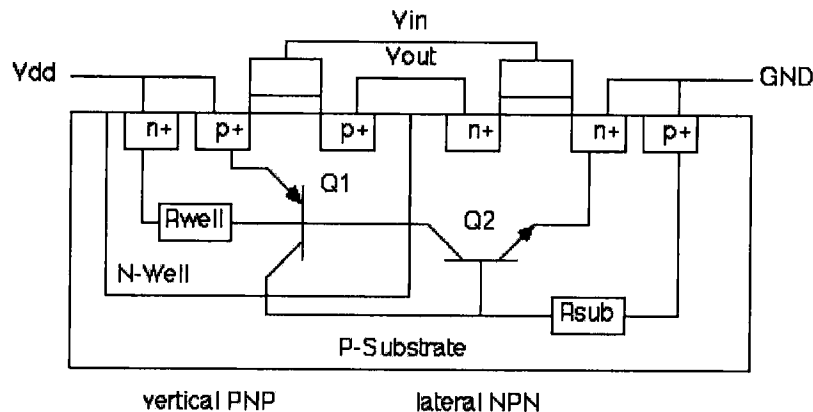 Vin
Vout
Vdd
GND
n+
p+
p+
n+
n+
p+
Q1
Q2
Rwell
N-Well
Rsub
P-Substrate
vertical PNP
lateral NPN